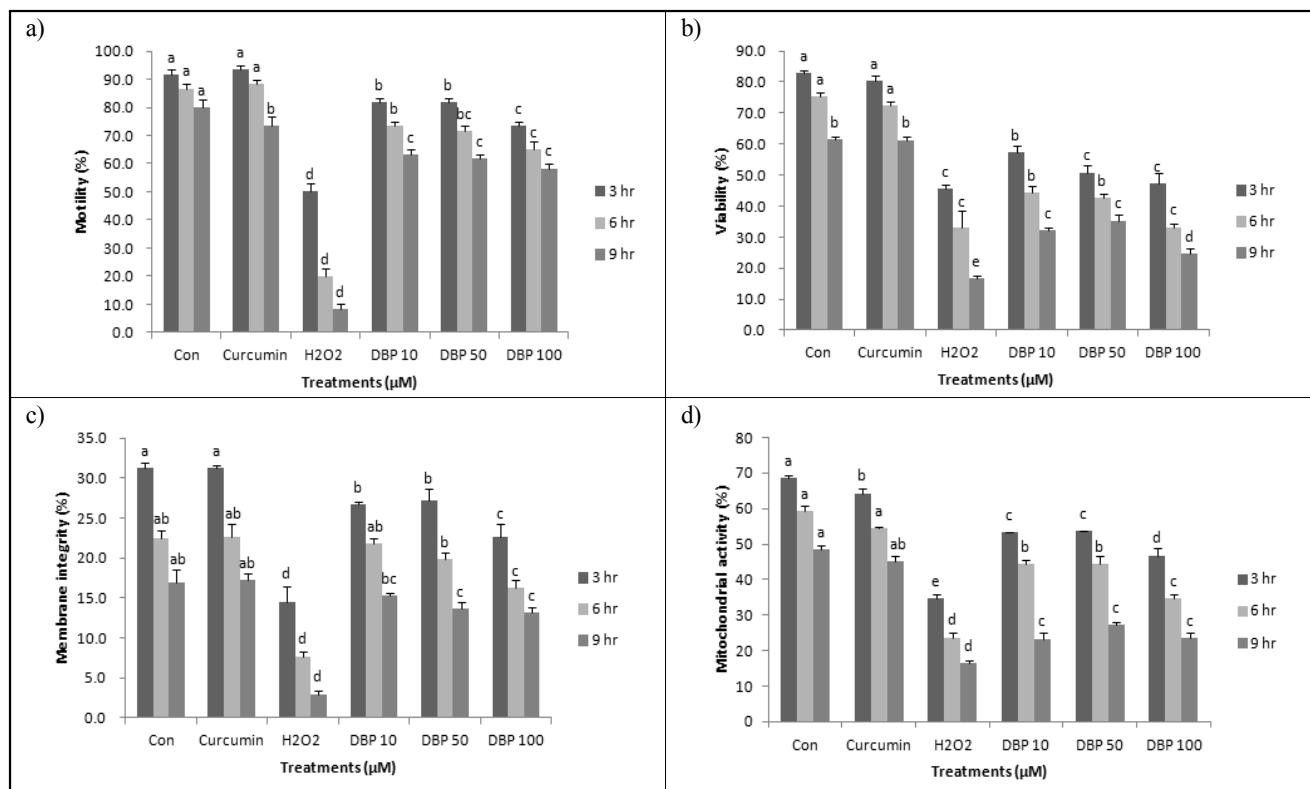 a)
100.0
90.0
80.0
70.0
60.0
50.0
40.0
30.0
20.0
10.0
0.0
Motility (%)
a a a
a a b
d d d
b b c
b bc c
c c c
Con Curcumin H2O2 DBP 10 DBP 50 DBP 100
Treatments (µM)
3 hr
6 hr
9 hr
b)
90.0
80.0
70.0
60.0
50.0
40.0
30.0
20.0
10.0
0.0
Viability (%)
a a b
a a c
c c e
b b c
c b c
c c d
Con Curcumin H2O2 DBP 10 DBP 50 DBP 100
Treatments (µM)
3 hr
6 hr
9 hr
c)
35.0
30.0
25.0
20.0
15.0
10.0
5.0
0.0
Membrane integrity (%)
a ab ab
a ab ab
d d d
b ab bc
b b c
c c c
Con Curcumin H2O2 DBP 10 DBP 50 DBP 100
Treatments (µM)
3 hr
6 hr
9 hr
d)
80
70
60
50
40
30
20
10
0
Mitochondrial activity (%)
a a c
b a ab
e d d
c b c
c b c
d c c
Con Curcumin H2O2 DBP 10 DBP 50 DBP 100
Treatments (µM)
3 hr
6 hr
9 hr